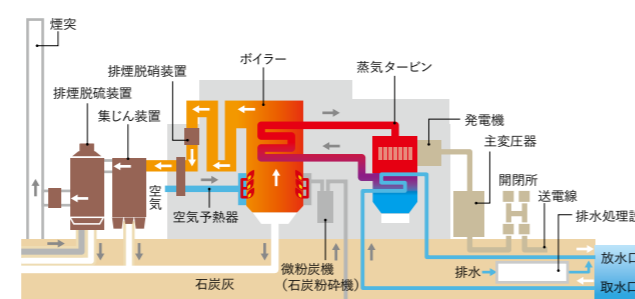 煙突
排煙脱硝装置
排煙脱硫装置
集じん装置
ボイラー
蒸気タービン
発電機
主変圧器
開閉所
送電線
排水処理設
空気
空気予熱器
微粉炭機
（石炭粉砕機）
石炭灰
排水
放水口
取水口